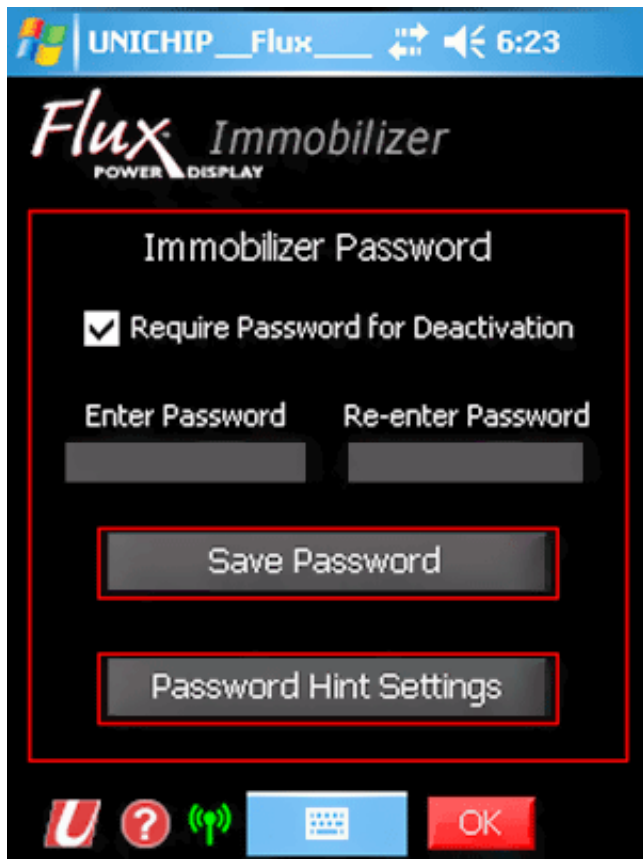 UNICHIP__Flux___ 6:23
Flux Immobilizer
POWER DISPLAY
Immobilizer Password
Require Password for Deactivation
Enter Password Re-enter Password
Save Password
Password Hint Settings
U ? OK